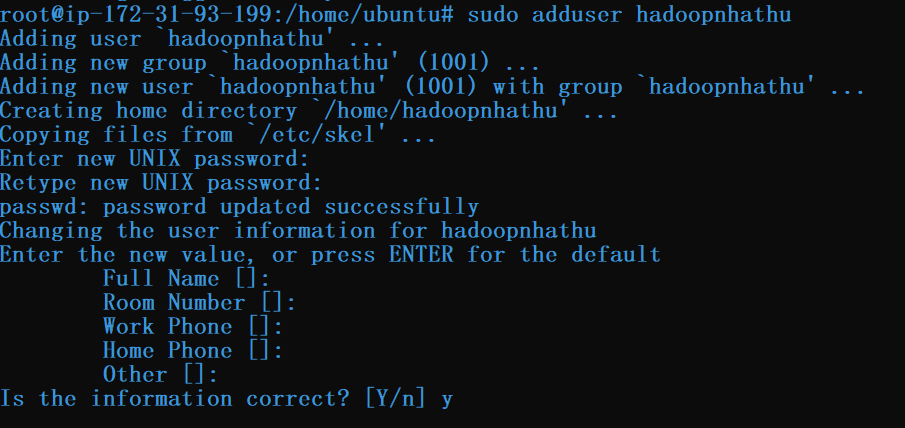 root@ip-172-31-93-199:/home/ubuntu# sudo adduser hadoopnhathu
Adding user `hadoopnhathu' ...
Adding new group `hadoopnhathu' (1001) ...
Adding new user `hadoopnhathu' (1001) with group `hadoopnhathu' ...
Creating home directory `/home/hadoopnhathu' ...
Copying files from `/etc/skel' ...
Enter new UNIX password:
Retype new UNIX password:
passwd: password updated successfully
Changing the user information for hadoopnhathu
Enter the new value, or press ENTER for the default
        Full Name []:
        Room Number []:
        Work Phone []:
        Home Phone []:
        Other []:
Is the information correct? [Y/n] y